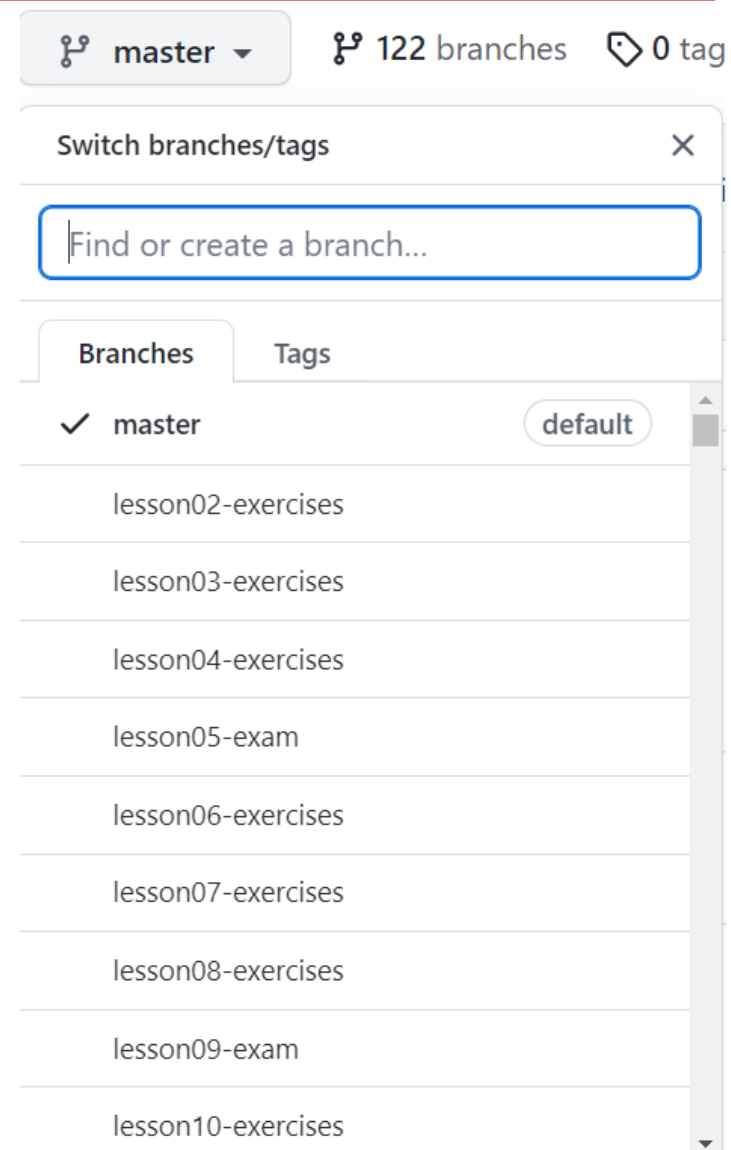 master 122 branches 0 tag
Switch branches/tags
Find or create a branch...
Branches Tags
master default
lesson02-exercises
lesson03-exercises
lesson04-exercises
lesson05-exam
lesson06-exercises
lesson07-exercises
lesson08-exercises
lesson09-exam
lesson10-exercises